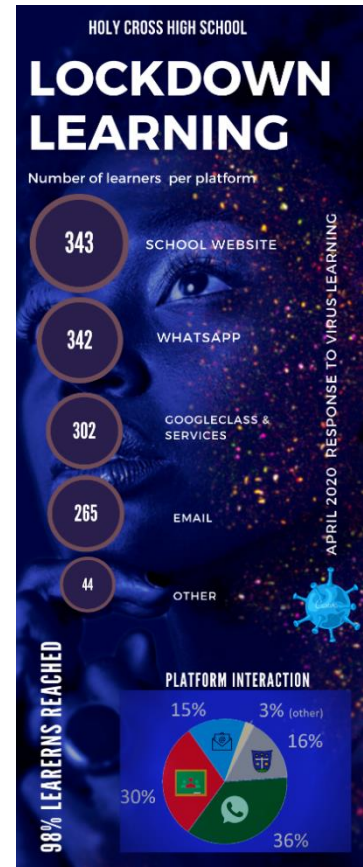 HOLY CROSS HIGH SCHOOL
LOCKDOWN
LEARNING
Number of learners per platform
343
SCHOOL WEBSITE
342
WHATSAPP
302
GOOGLECLASS &
SERVICES
265
EMAIL
44
OTHER
APRIL 2020 RESPONSE TO VIRUS LEARNING
98% LEARERNS REACHED
PLATFORM INTERACTION
15%
3% (other)
16%
30%
36%